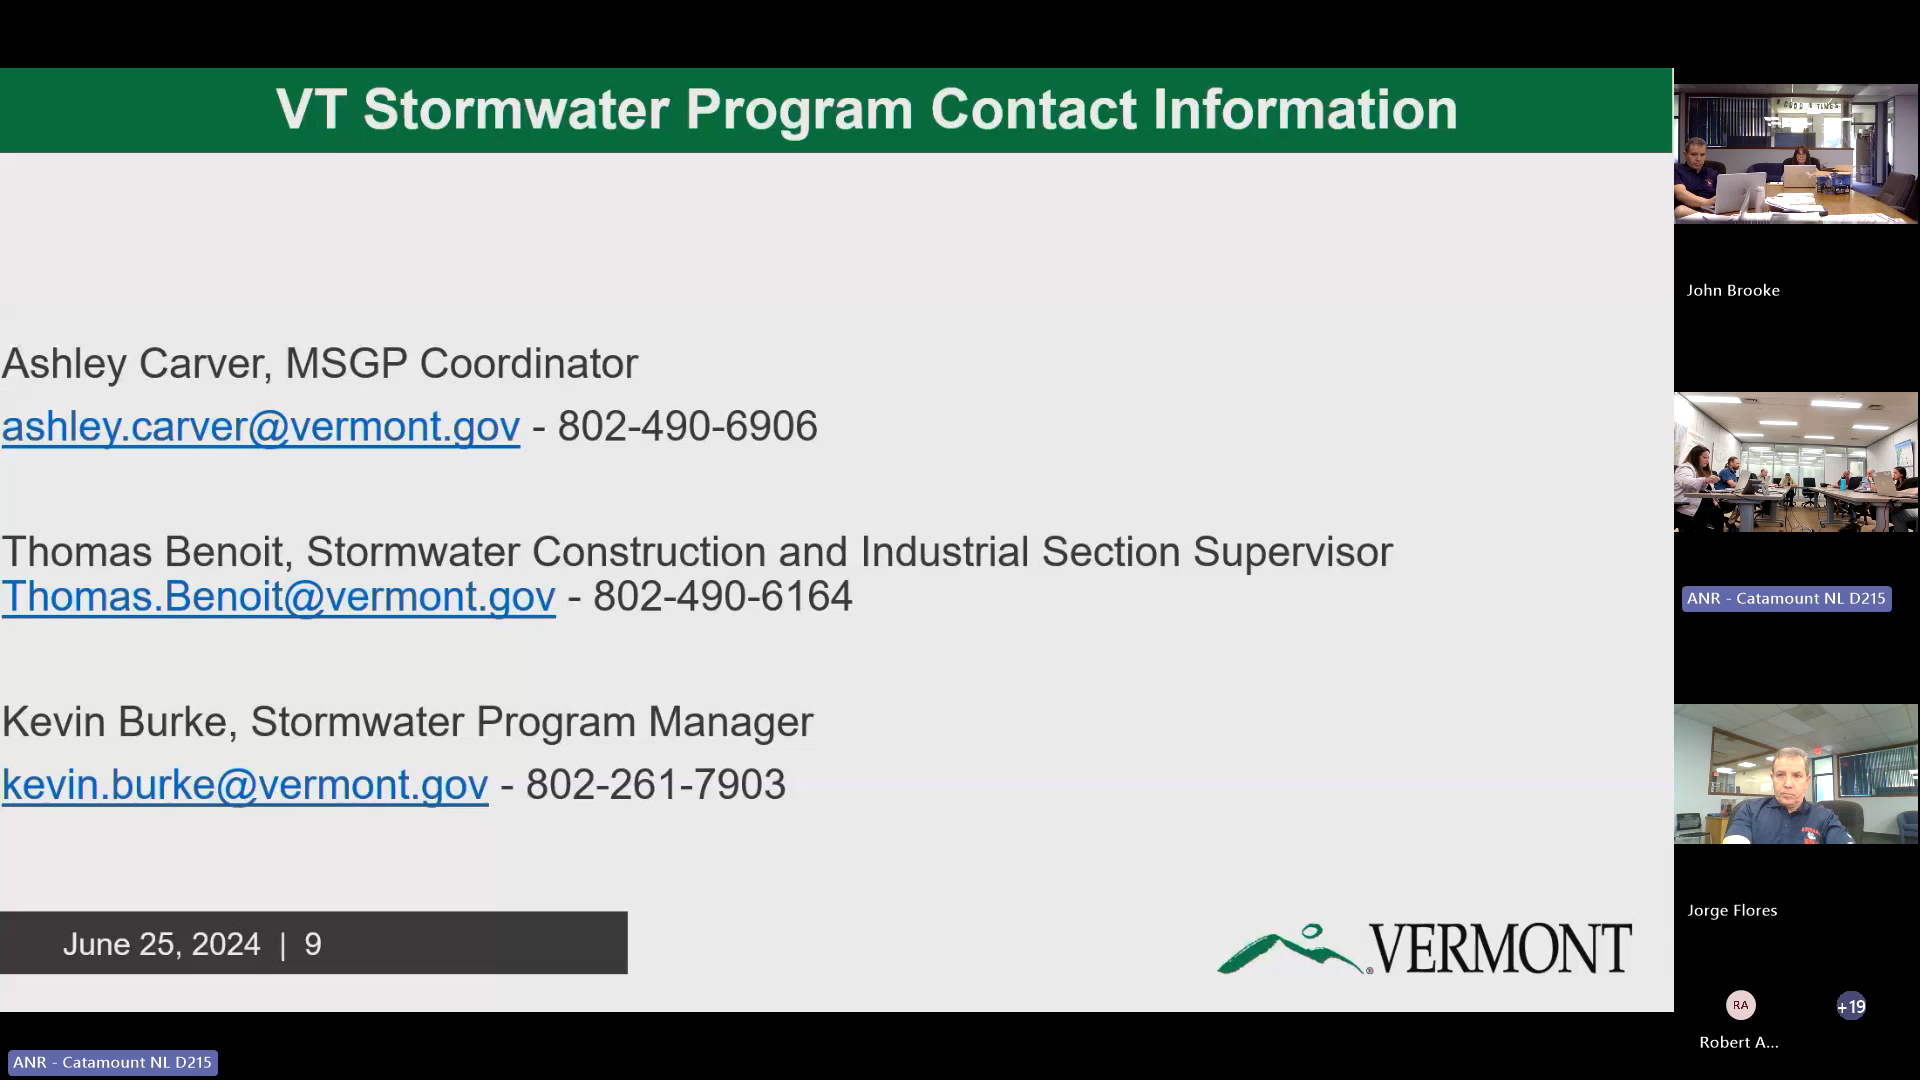 VT Stormwater Program Contact Information
Ashley Carver, MSGP Coordinator
ashley.carver@vermont.gov - 802-490-6906
Thomas Benoit, Stormwater Construction and Industrial Section Supervisor
Thomas.Benoit@vermont.gov - 802-490-6164
Kevin Burke, Stormwater Program Manager
kevin.burke@vermont.gov - 802-261-7903
June 25, 2024 | 9
VERMONT
ANR - Catamount NL D215
John Brooke
ANR - Catamount NL D215
Jorge Flores
RA
+19
Robert A...